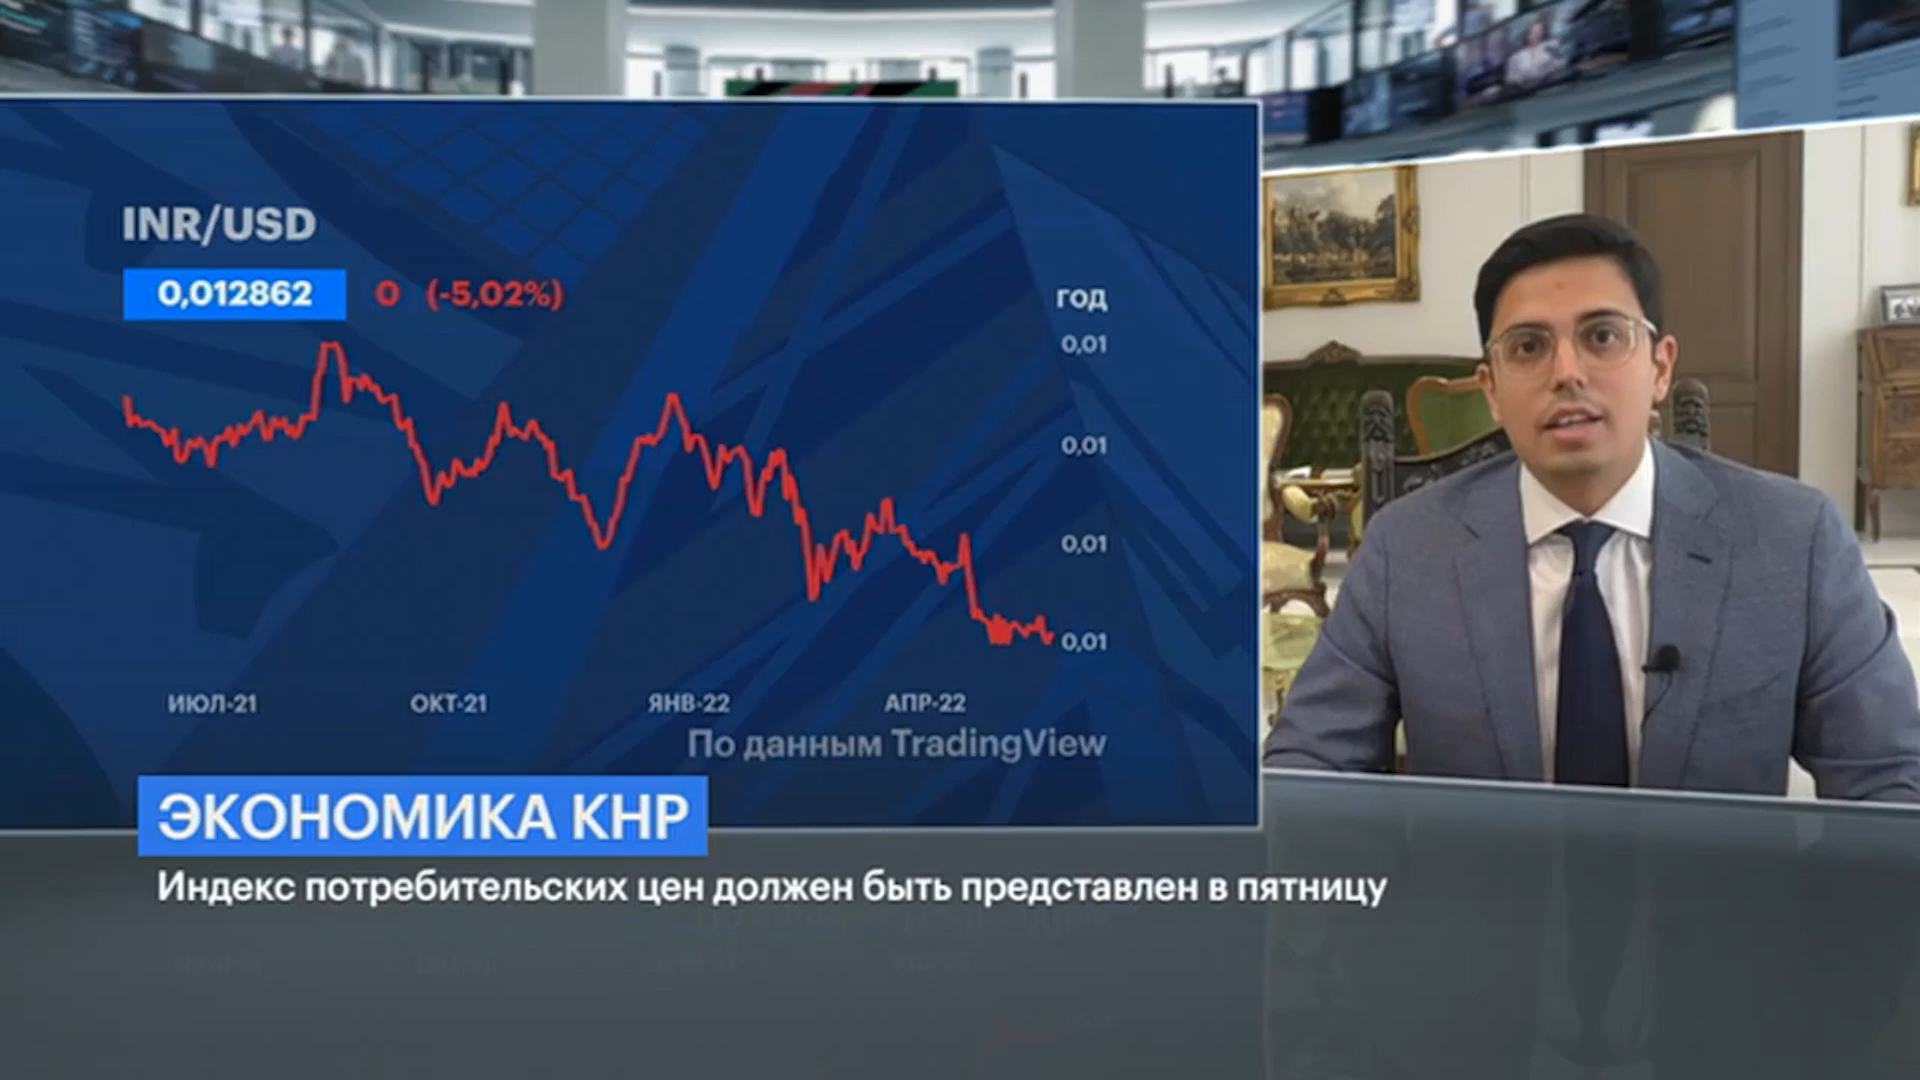 INR/USD
0,012862 0 (-5,02%)
ГОД
0,01
0,01
0,01
0,01
ИЮЛ-21 ОКТ-21 ЯНВ-22 АПР-22
По данным TradingView
ЭКОНОМИКА КНР
Индекс потребительских цен должен быть представлен в пятницу